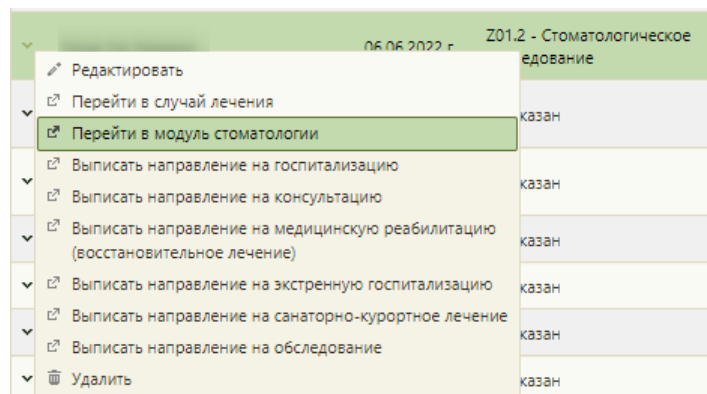 06.06.2022 г.
Z01.2 - Стоматологическое
едование
Редактировать
Перейти в случай лечения
казан
Перейти в модуль стоматологии
Выписать направление на госпитализацию
казан
Выписать направление на консультацию
Выписать направление на медицинскую реабилитацию
казан
(восстановительное лечение)
Выписать направление на экстренную госпитализацию
казан
Выписать направление на санаторно-курортное лечение
казан
Выписать направление на обследование
Удалить
казан